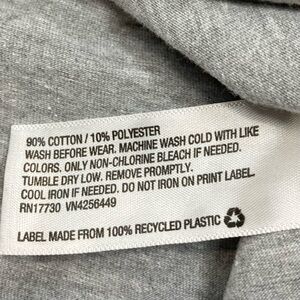 90% COTTON / 10% POLYESTER
WASH BEFORE WEAR. MACHINE WASH COLD WITH LIKE
COLORS. ONLY NON-CHLORINE BLEACH IF NEEDED.
TUMBLE DRY LOW. REMOVE PROMPTLY.
COOL IRON IF NEEDED. DO NOT IRON ON PRINT LABEL
RN17730 VN4256449
LABEL MADE FROM 100% RECYCLED PLASTIC